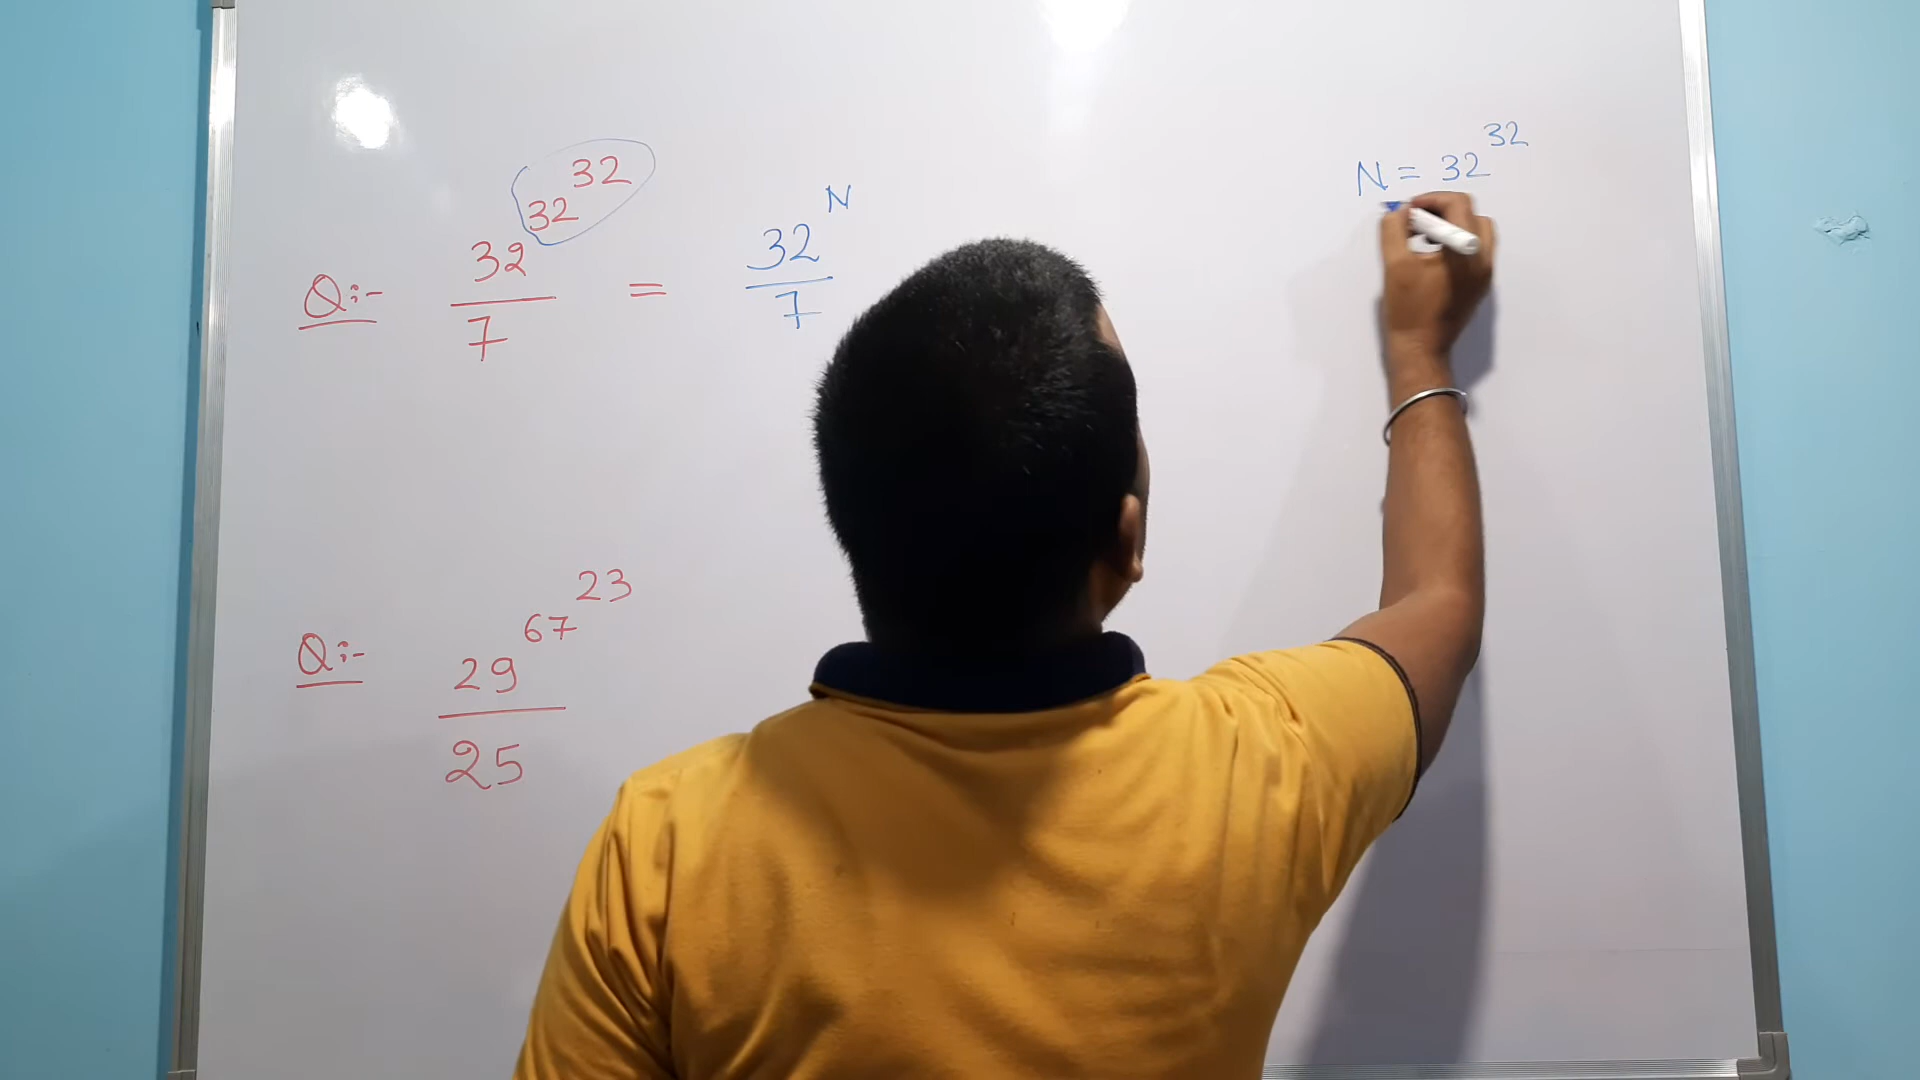 Q:- 32^32^32 / 7 = 32^N / 7
N = 32^32
Q:- 29^67^23 / 25